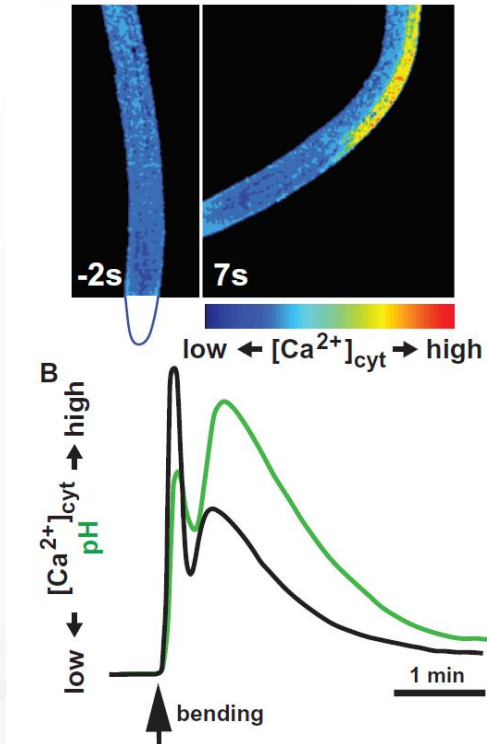 -2s
7s
low ← [Ca²⁺]cyt → high
B
low ← [Ca²⁺]cyt → high
pH
1 min
bending